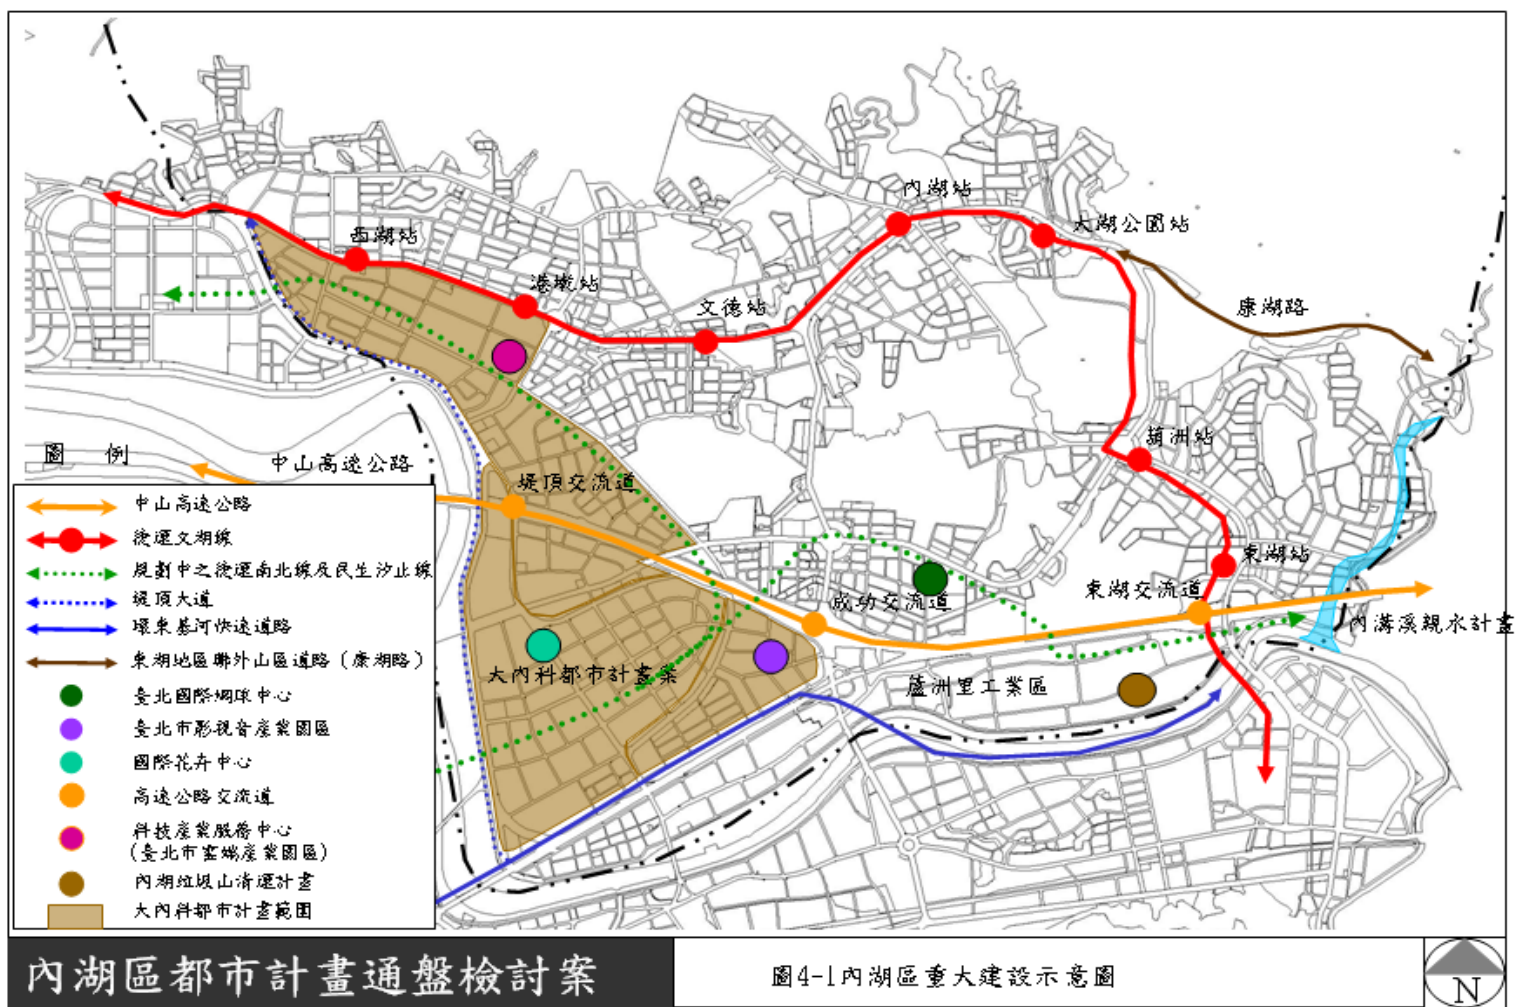 內湖站
大湖公園站
西湖站
港墘站
文德站
康湖路
葫洲站
圖 例
中山高速公路
堤頂交流道
中山高速公路
捷運文湖線
規劃中之捷運南北線及民生汐止線
堤頂大道
環東基河快速道路
東湖地區聯外山區道路(康湖路)
臺北國際網球中心
臺北市影視音產業園區
國際花卉中心
高速公路交流道
科技產業服務中心
(臺北市雲端產業園區)
內湖垃圾山清運計畫
大內科都市計畫範圍
東湖站
成功交流道
東湖交流道
內溝溪親水計畫
大內科都市計畫案
蘆洲里工業區
內湖區都市計畫通盤檢討案
圖4-1內湖區重大建設示意圖
N